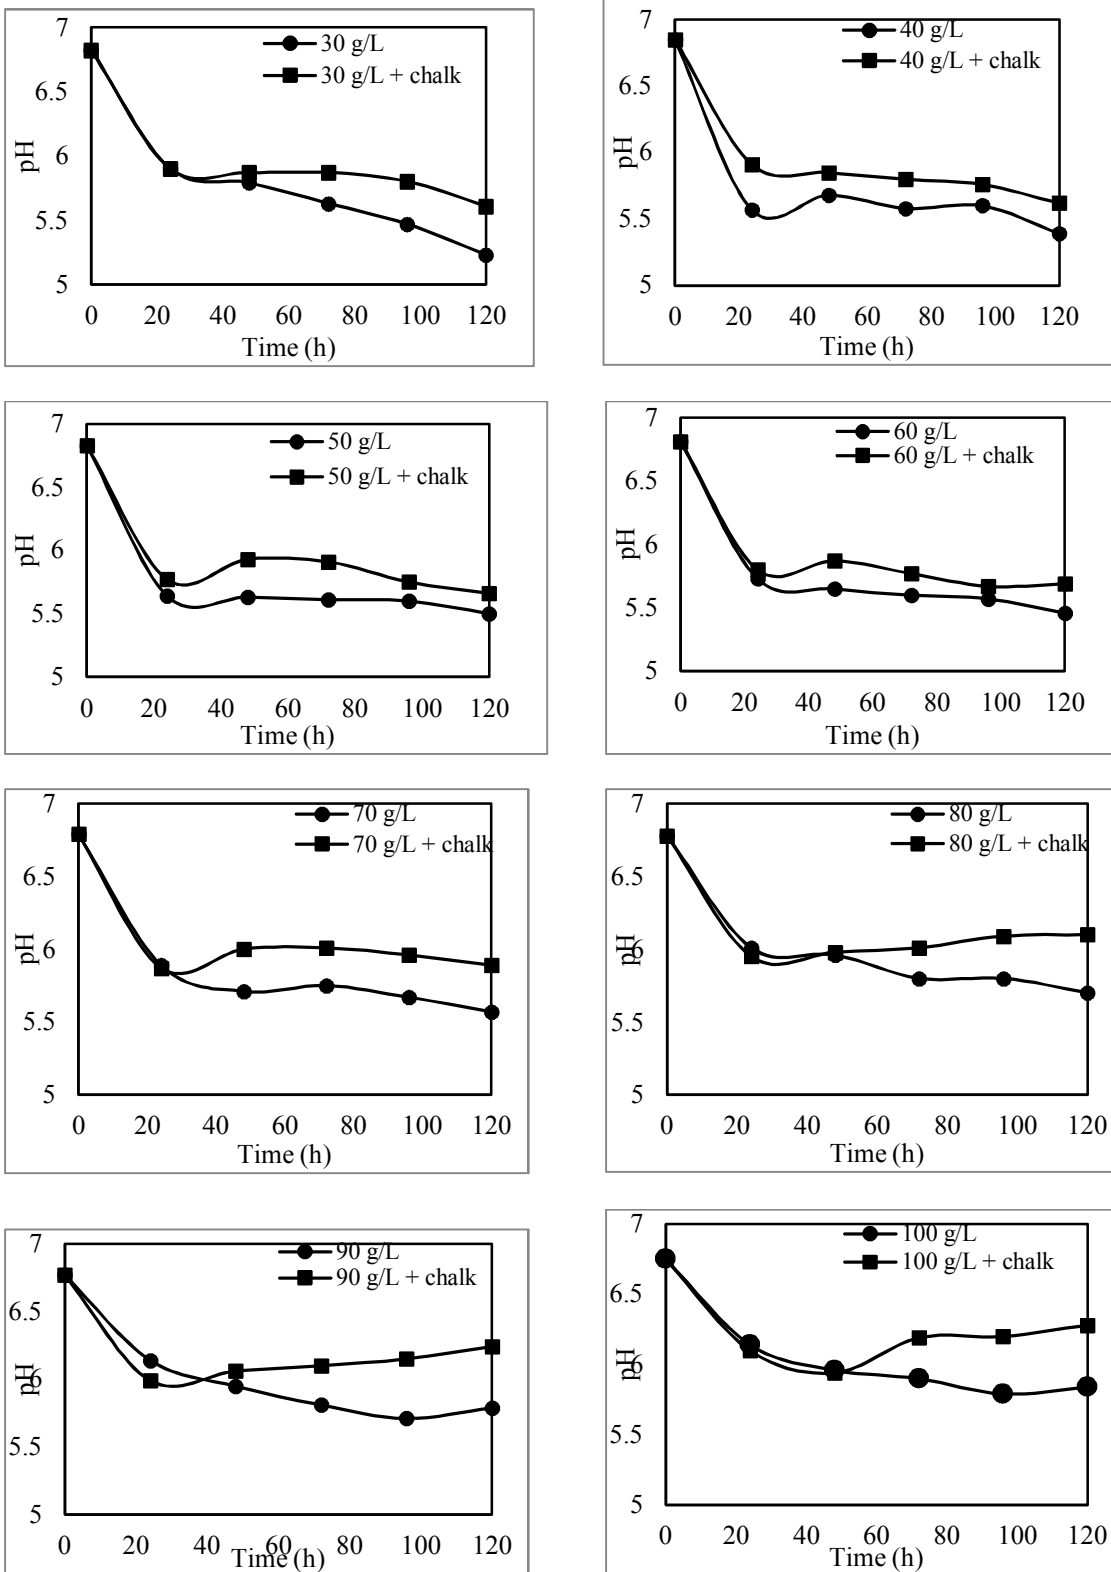 7
6.5
6
5.5
5
pH
30 g/L
30 g/L + chalk
0 20 40 60 80 100 120
Time (h)
7
6.5
6
5.5
5
pH
40 g/L
40 g/L + chalk
0 20 40 60 80 100 120
Time (h)
7
6.5
6
5.5
5
pH
50 g/L
50 g/L + chalk
0 20 40 60 80 100 120
Time (h)
7
6.5
6
5.5
5
pH
60 g/L
60 g/L + chalk
0 20 40 60 80 100 120
Time (h)
7
6.5
6
5.5
5
pH
70 g/L
70 g/L + chalk
0 20 40 60 80 100 120
Time (h)
7
6.5
6
5.5
5
pH
80 g/L
80 g/L + chalk
0 20 40 60 80 100 120
Time (h)
7
6.5
6
5.5
5
pH
90 g/L
90 g/L + chalk
0 20 40 60 80 100 120
Time (h)
7
6.5
6
5.5
5
pH
100 g/L
100 g/L + chalk
0 20 40 60 80 100 120
Time (h)